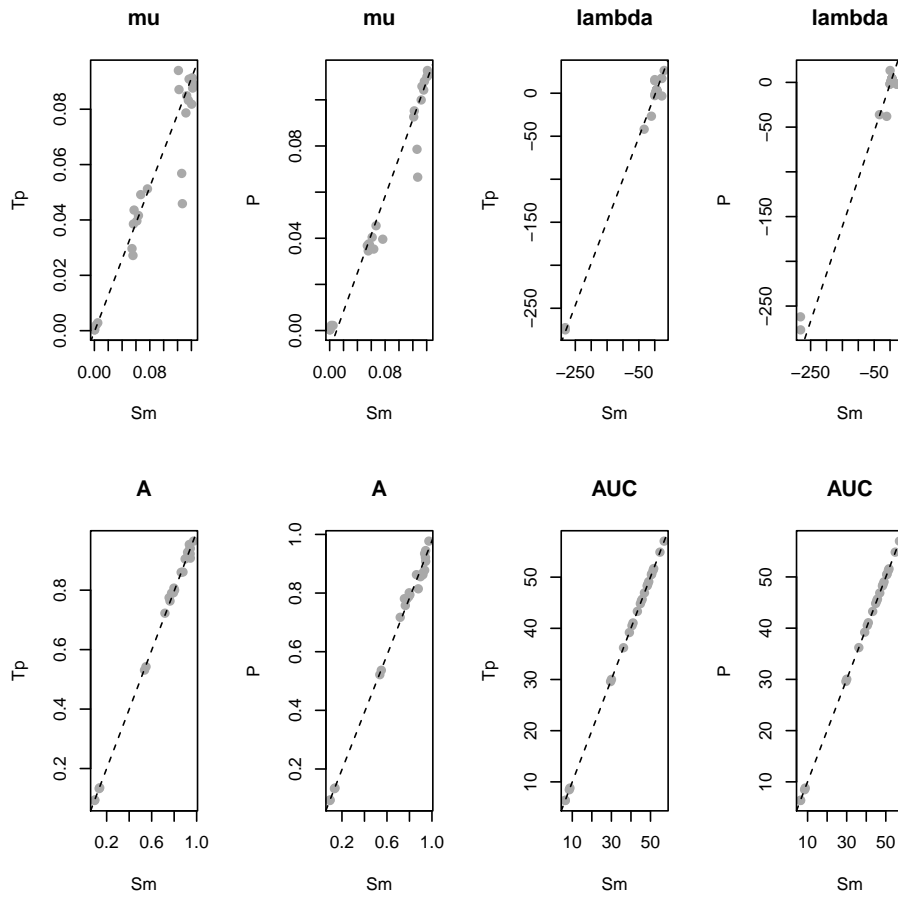 mu
mu
lambda
lambda
Tp
0.00 0.02 0.04 0.06 0.08
0.00 0.08
Sm
P
0.00 0.04 0.08
0.00 0.08
Sm
Tp
−250 −150 −50 0
−250 −50
Sm
P
−250 −150 −50 0
−250 −50
Sm
A
A
AUC
AUC
Tp
0.2 0.4 0.6 0.8
0.2 0.6 1.0
Sm
P
0.2 0.4 0.6 0.8 1.0
0.2 0.6 1.0
Sm
Tp
10 20 30 40 50
10 30 50
Sm
P
10 20 30 40 50
10 30 50
Sm